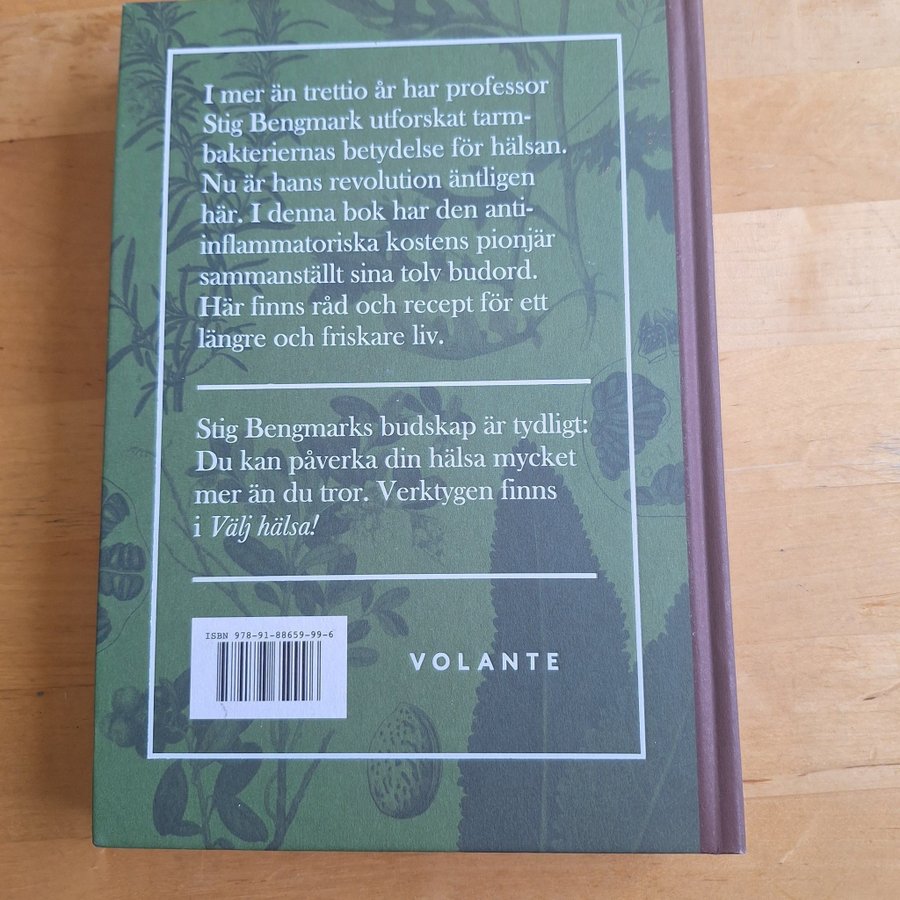 I mer än trettio år har professor
Stig Bengmark utforskat tarm-
bakteriernas betydelse för hälsan.
Nu är hans revolution äntligen
här. I denna bok har den anti-
inflammatoriska kostens pionjär
sammanställt sina tolv budord.
Här finns råd och recept för ett
längre och friskare liv.
Stig Bengmarks budskap är tydligt:
Du kan påverka din hälsa mycket
mer än du tror. Verktygen finns
i Välj hälsa!
ISBN 978-91-88659-99-6
VOLANTE